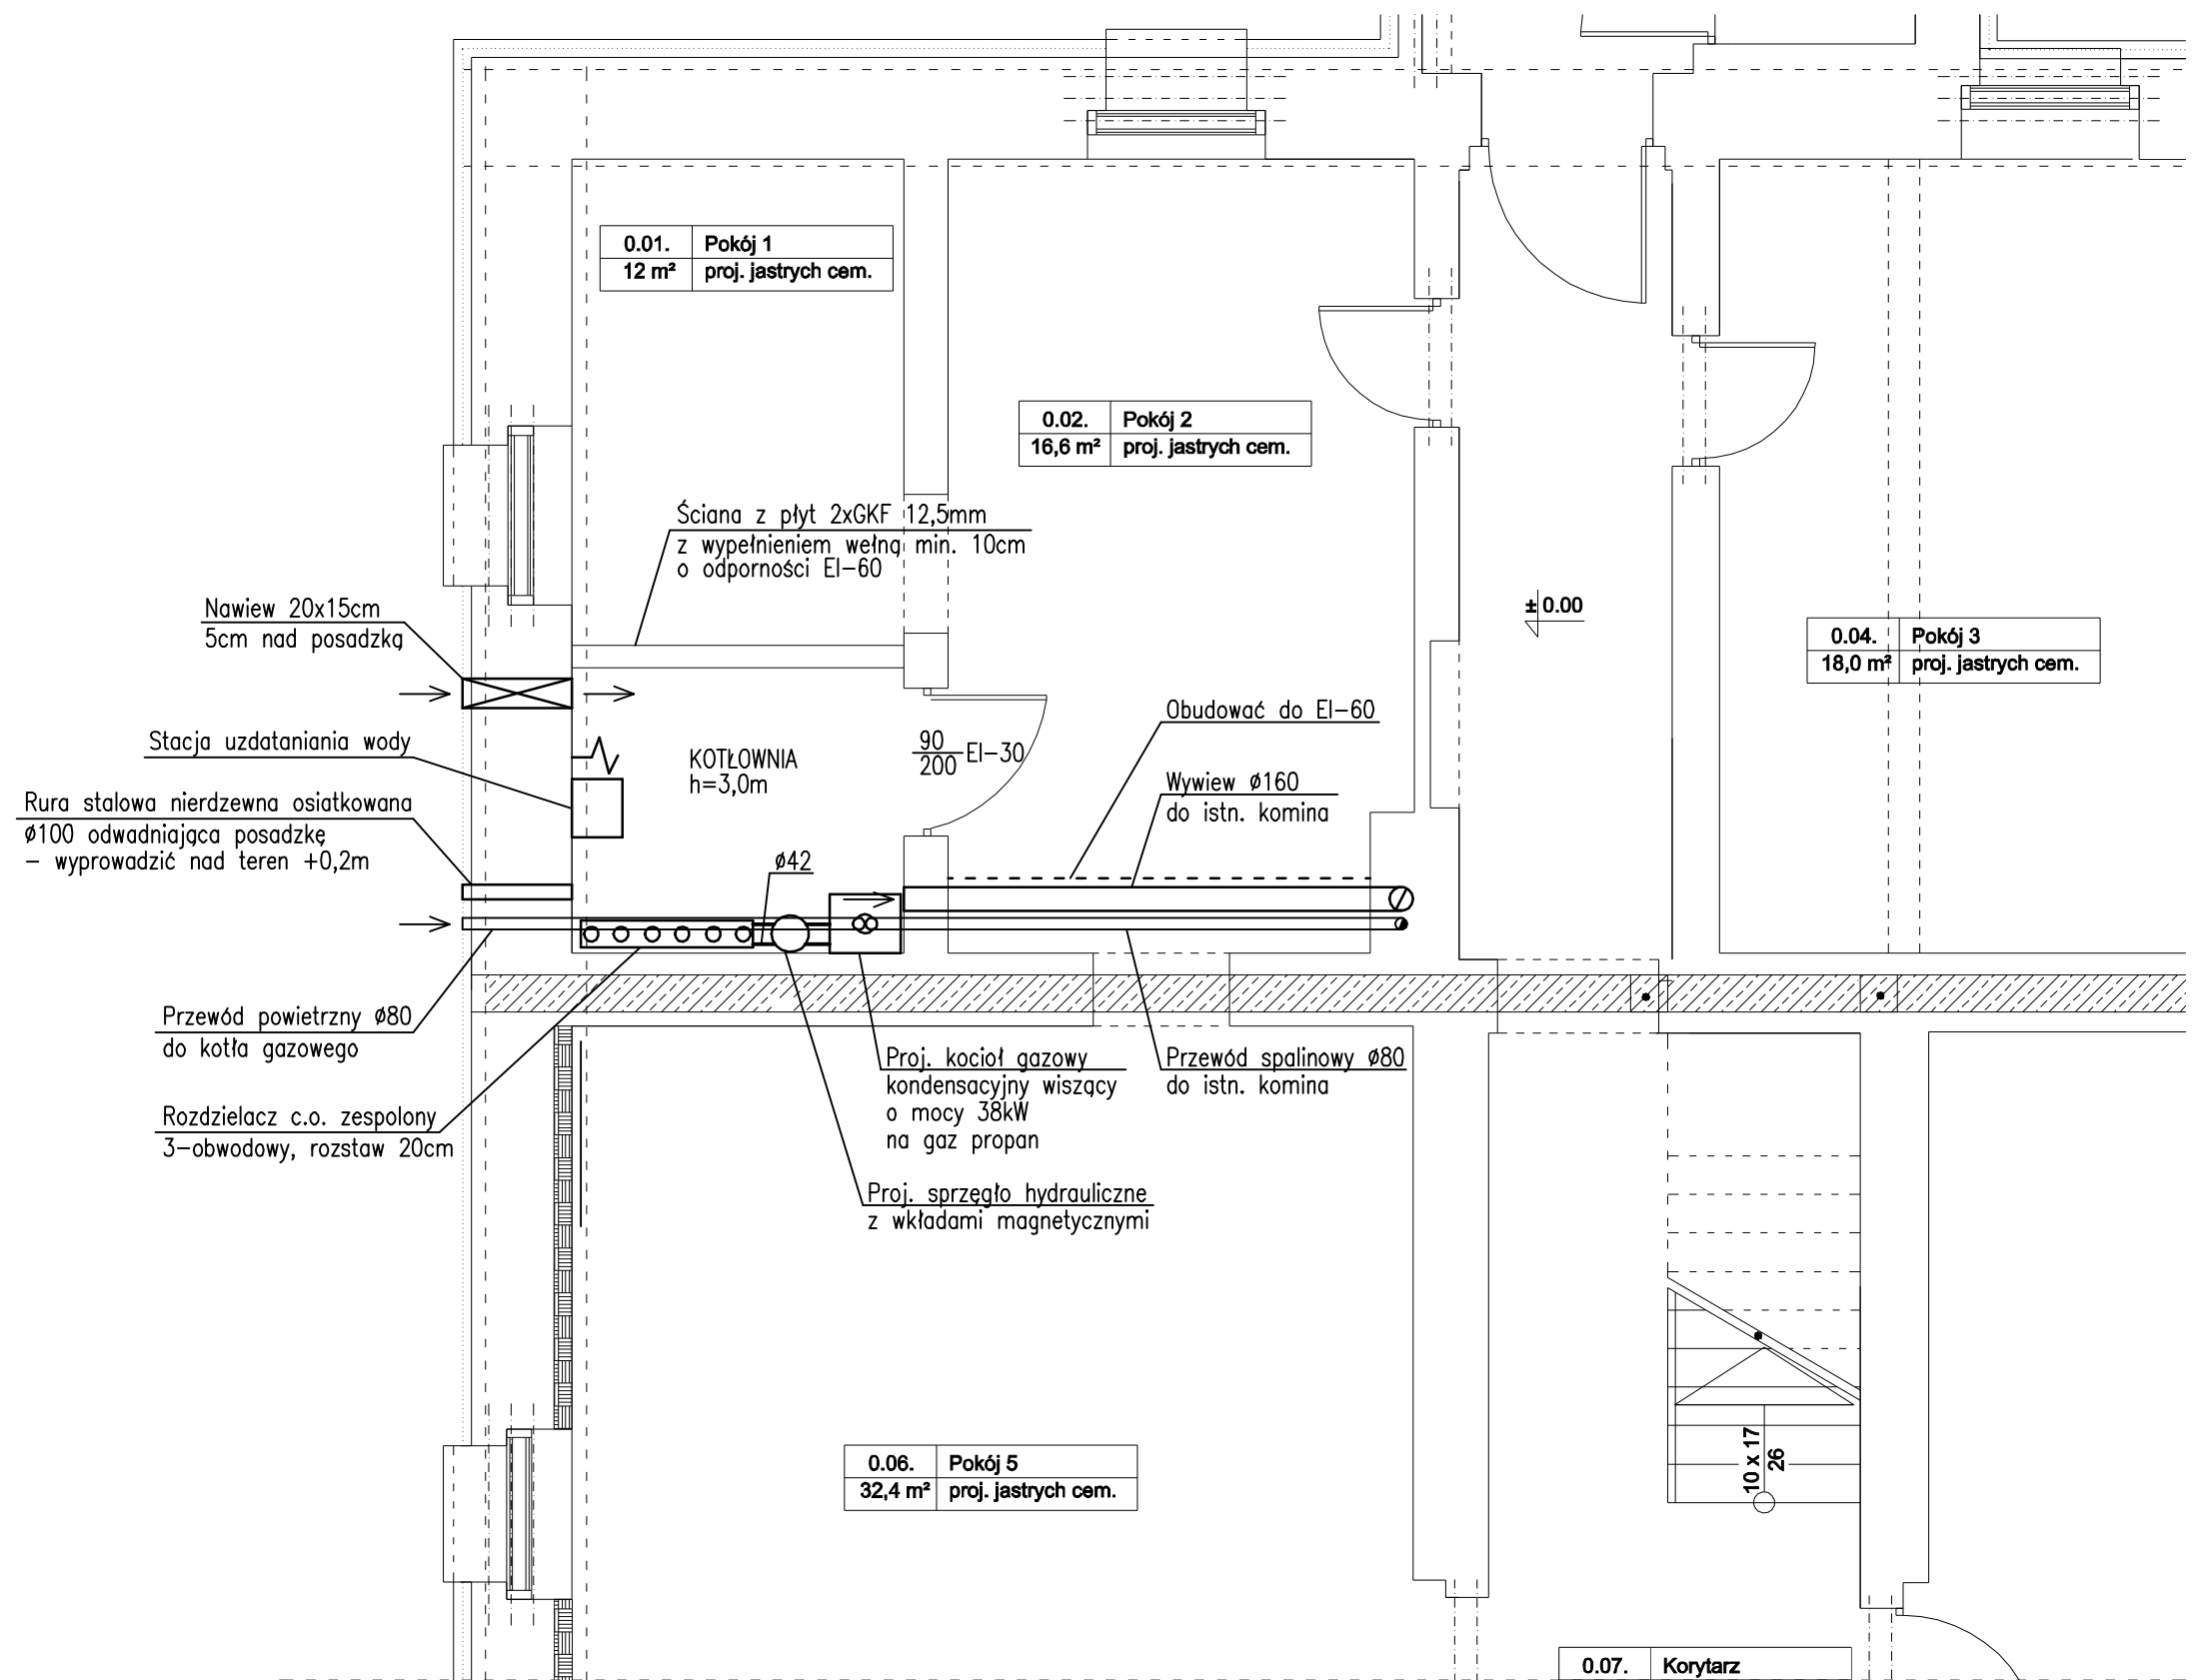 0.01. Pokój 1
12 m² proj. jastrych cem.
0.02. Pokój 2
16,6 m² proj. jastrych cem.
Ściana z płyt 2xGKF 12,5mm
z wypełnieniem wełną min. 10cm
o odporności EI-60
Nawiew 20x15cm
5cm nad posadzką
± 0.00
0.04. Pokój 3
18,0 m² proj. jastrych cem.
Stacja uzdataniania wody
KOTŁOWNIA
h=3,0m
90
200
EI-30
Obudować do EI-60
Wywiew ø160
do istn. komina
Rura stalowa nierdzewna osiatkowana
ø100 odwadniająca posadzkę
- wyprowadzić nad teren +0,2m
ø42
Przewód powietrzny ø80
do kotła gazowego
Proj. kocioł gazowy
kondensacyjny wiszący
o mocy 38kW
na gaz propan
Przewód spalinowy ø80
do istn. komina
Rozdzielacz c.o. zespolony
3-obwodowy, rozstaw 20cm
Proj. sprzęgło hydrauliczne
z wkładami magnetycznymi
0.06. Pokój 5
32,4 m² proj. jastrych cem.
10 x 17
26
0.07. Korytarz